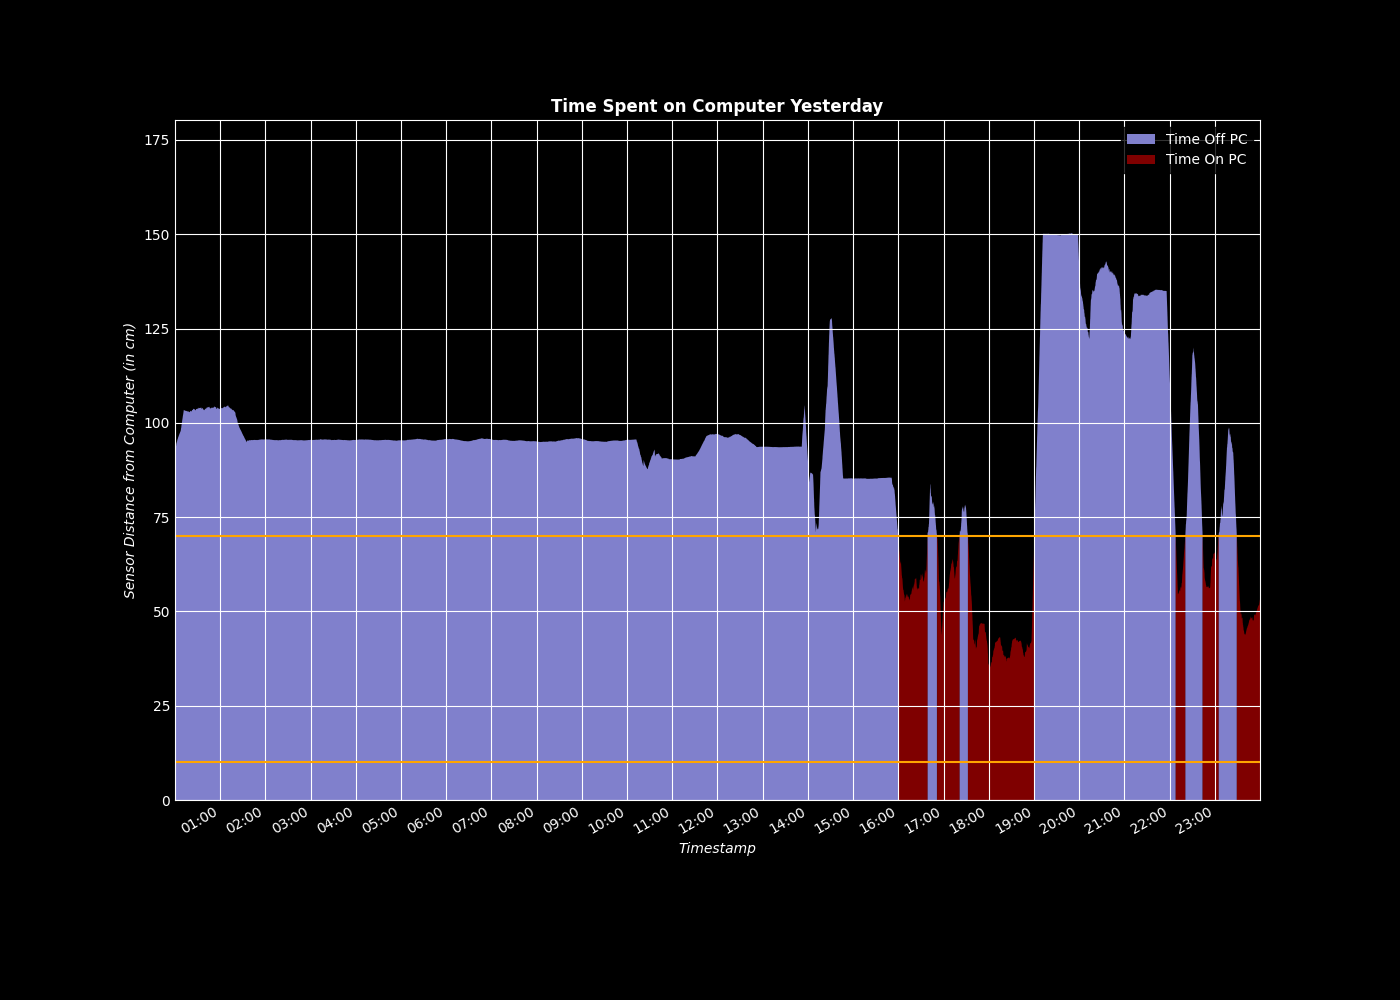 Time Spent on Computer Yesterday
Time Off PC
Time On PC
Sensor Distance from Computer (in cm)
175
150
125
100
75
50
25
0
01:00 02:00 03:00 04:00 05:00 06:00 07:00 08:00 09:00 10:00 11:00 12:00 13:00 14:00 15:00 16:00 17:00 18:00 19:00 20:00 21:00 22:00 23:00
Timestamp